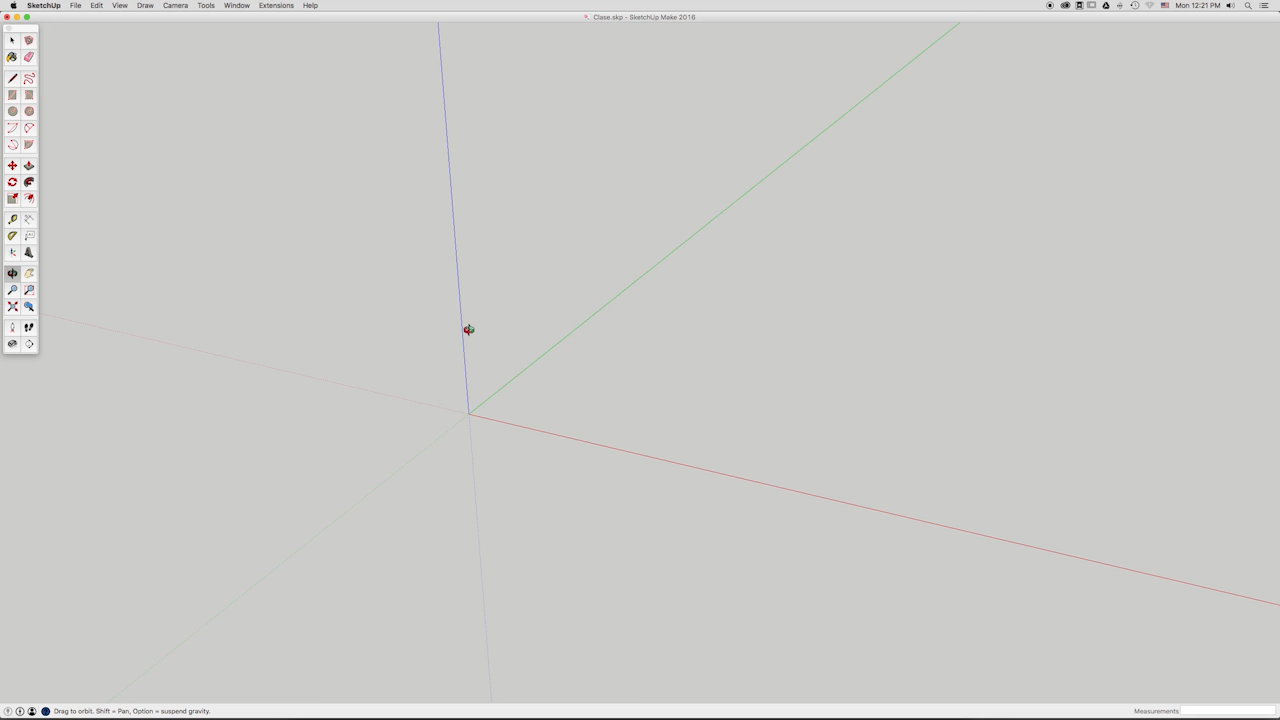 SketchUp File Edit View Draw Camera Tools Window Extensions Help Mon 12:21 PM
Clase.skp - SketchUp Make 2016
Drag to orbit. Shift = Pan, Option = suspend gravity. Measurements